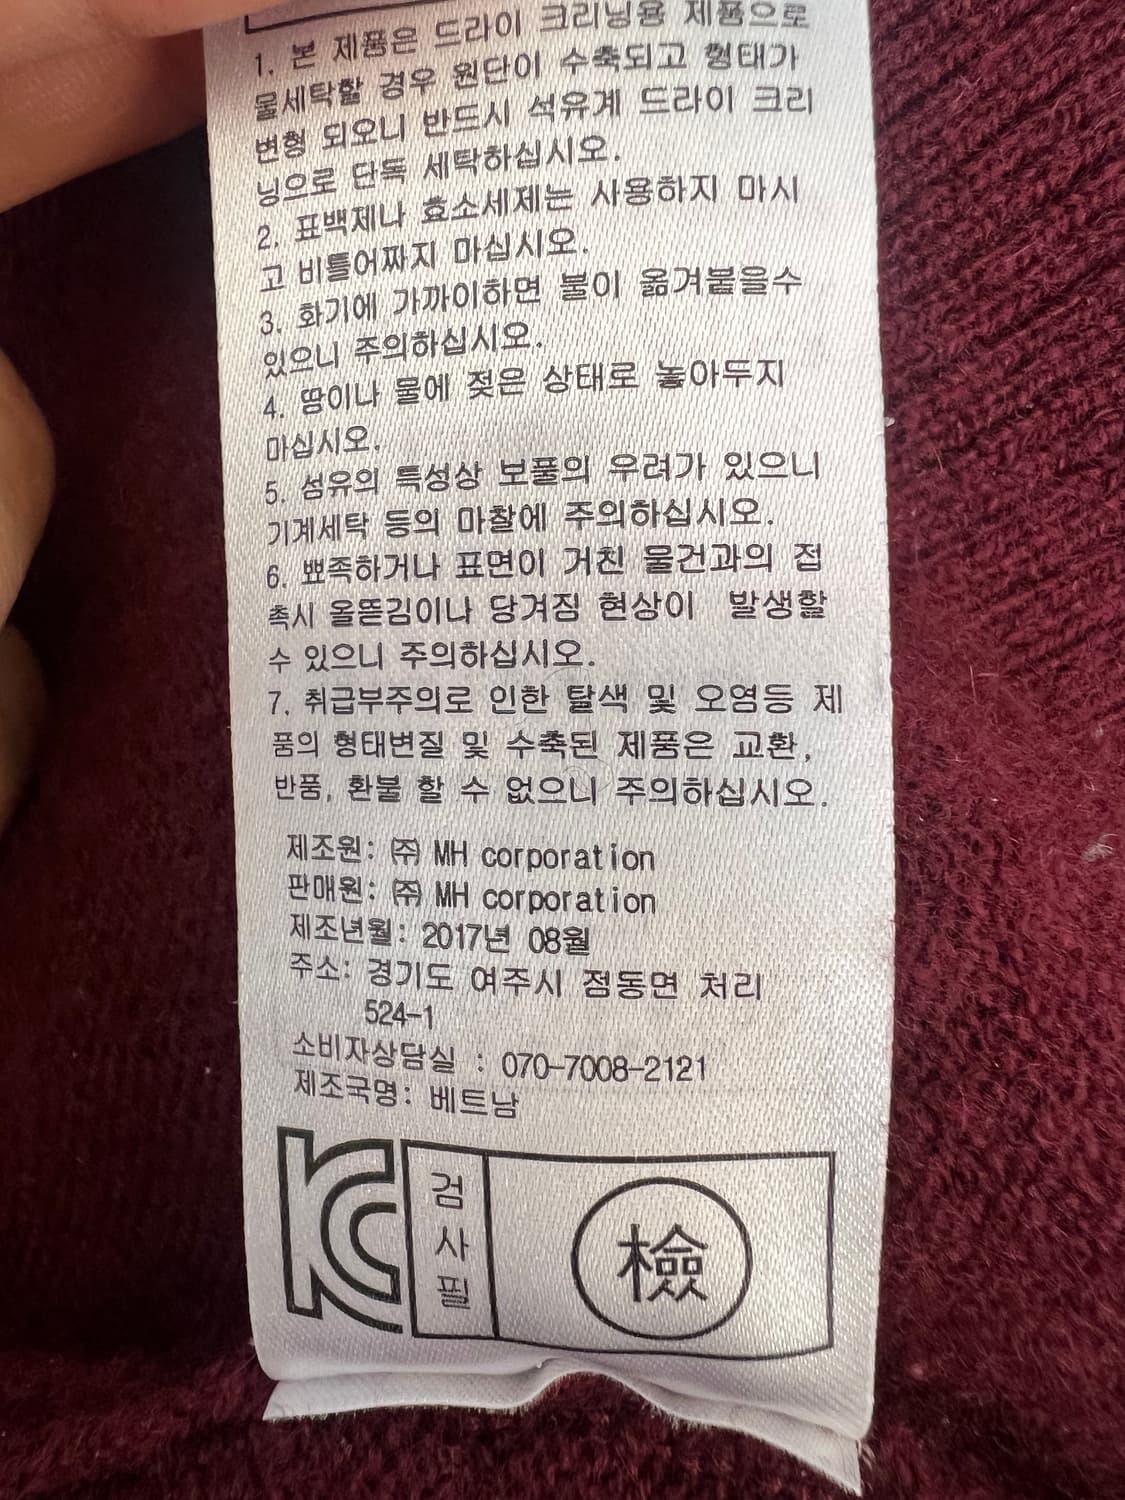 1. 본 제품은 드라이 크리닝용 제품으로
물세탁할 경우 원단이 수축되고 형태가
변형 되오니 반드시 석유계 드라이 크리
닝으로 단독 세탁하십시오.
2. 표백제나 효소세제는 사용하지 마시
고 비틀어짜지 마십시오.
3. 화기에 가까이하면 불이 옮겨붙을수
있으니 주의하십시오.
4. 땀이나 물에 젖은 상태로 놓아두지
마십시오.
5. 섬유의 특성상 보풀의 우려가 있으니
기계세탁 등의 마찰에 주의하십시오.
6. 뾰족하거나 표면이 거친 물건과의 접
촉시 올뜯김이나 당겨짐 현상이 발생할
수 있으니 주의하십시오.
7. 취급부주의로 인한 탈색 및 오염등 제
품의 형태변질 및 수축된 제품은 교환,
반품, 환불 할 수 없으니 주의하십시오.
제조원: ㈜ MH corporation
판매원: ㈜ MH corporation
제조년월: 2017년 08월
주소: 경기도 여주시 점동면 처리
524-1
소비자상담실 : 070-7008-2121
제조국명: 베트남
KC 검사필 檢